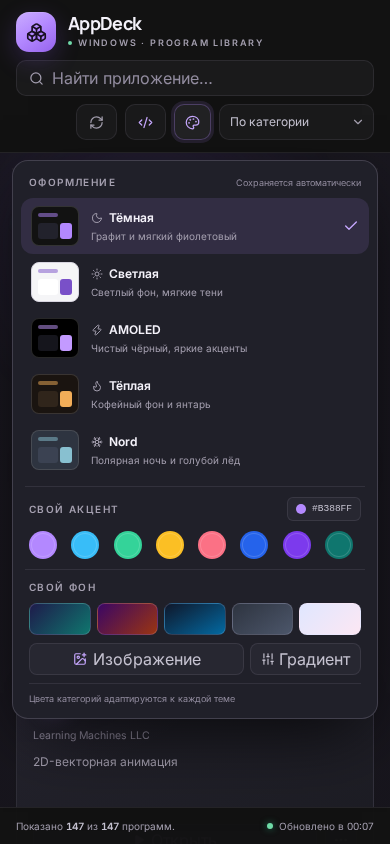 AppDeck
WINDOWS · PROGRAM LIBRARY
Найти приложение...
По категории
ОФОРМЛЕНИЕ
Сохраняется автоматически
Тёмная
Графит и мягкий фиолетовый
Светлая
Светлый фон, мягкие тени
AMOLED
Чистый чёрный, яркие акценты
Тёплая
Кофейный фон и янтарь
Nord
Полярная ночь и голубой лёд
СВОЙ АКЦЕНТ
#B388FF
СВОЙ ФОН
Изображение
Градиент
Цвета категорий адаптируются к каждой теме
Learning Machines LLC
2D-векторная анимация
Показано 147 из 147 программ.
Обновлено в 00:07